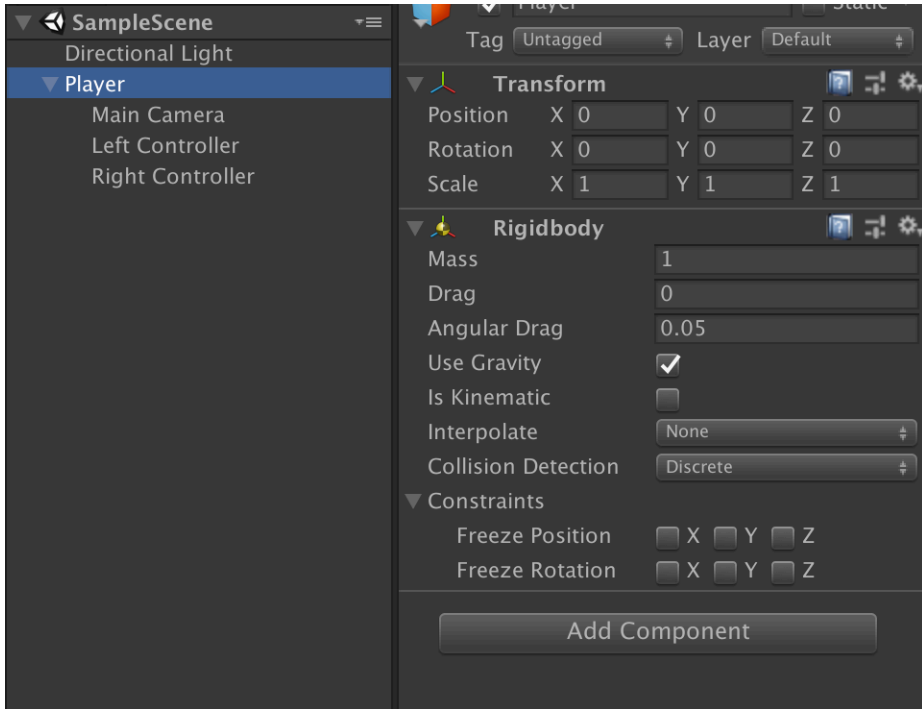 SampleScene
Directional Light
Player
Main Camera
Left Controller
Right Controller
Player Static
Tag Untagged Layer Default
Transform
Position X 0 Y 0 Z 0
Rotation X 0 Y 0 Z 0
Scale X 1 Y 1 Z 1
Rigidbody
Mass 1
Drag 0
Angular Drag 0.05
Use Gravity
Is Kinematic
Interpolate None
Collision Detection Discrete
Constraints
Freeze Position X Y Z
Freeze Rotation X Y Z
Add Component